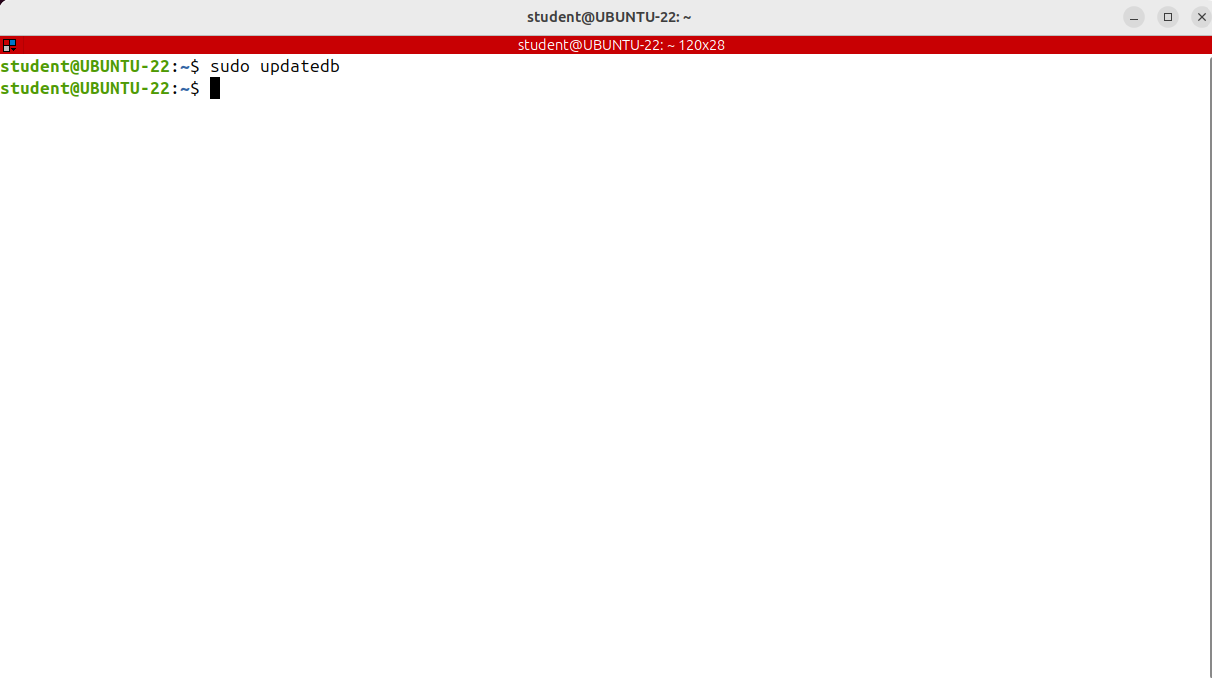 student@UBUNTU-22: ~
student@UBUNTU-22: ~ 120x28
student@UBUNTU-22:~$ sudo updatedb
student@UBUNTU-22:~$